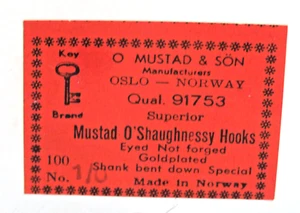 Key
Brand
O MUSTAD & SÖN
Manufacturers
OSLO - NORWAY
Qual. 91753
Superior
Mustad O'Shaughnessy Hooks
Eyed Not forged
Goldplated
Shank bent down Special
100
No. 1/0
Made in Norway